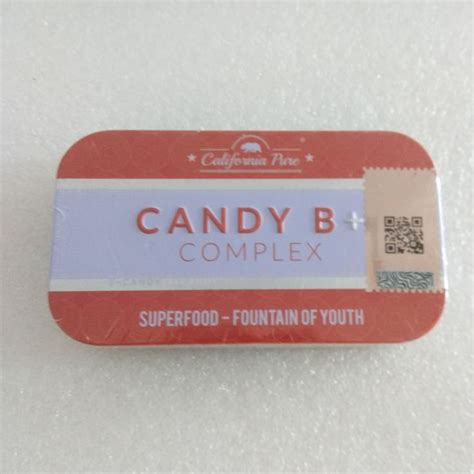 California Pure
CANDY B+
COMPLEX
SUPERFOOD – FOUNTAIN OF YOUTH